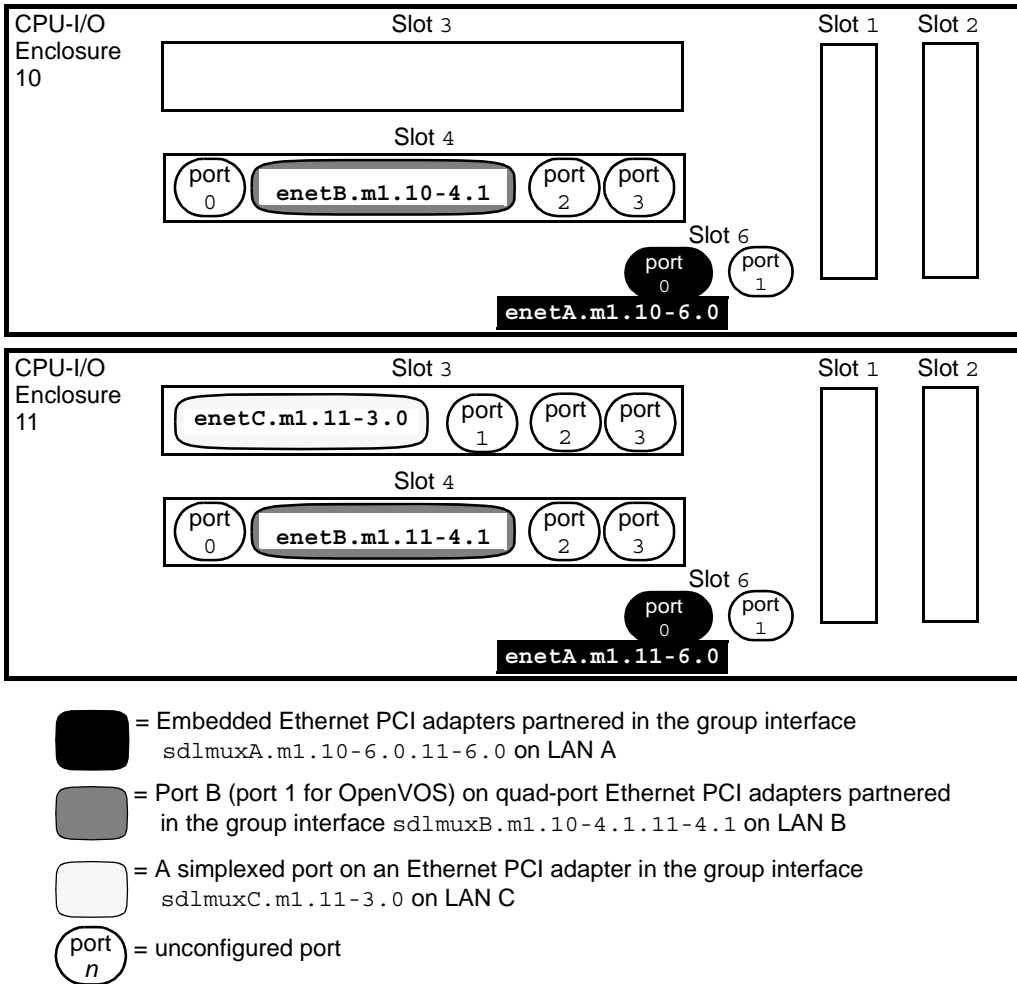 CPU-I/O Enclosure 10
Slot 3
Slot 1
Slot 2
Slot 4
port 0
enetB.m1.10-4.1
port 2
port 3
Slot 6
port 0
port 1
enetA.m1.10-6.0
CPU-I/O Enclosure 11
Slot 3
Slot 1
Slot 2
enetC.m1.11-3.0
port 1
port 2
port 3
Slot 4
port 0
enetB.m1.11-4.1
port 2
port 3
Slot 6
port 0
port 1
enetA.m1.11-6.0
= Embedded Ethernet PCI adapters partnered in the group interface
sdlmuxA.m1.10-6.0.11-6.0 on LAN A
= Port B (port 1 for OpenVOS) on quad-port Ethernet PCI adapters partnered
in the group interface sdlmuxB.m1.10-4.1.11-4.1 on LAN B
= A simplexed port on an Ethernet PCI adapter in the group interface
sdlmuxC.m1.11-3.0 on LAN C
port n = unconfigured port